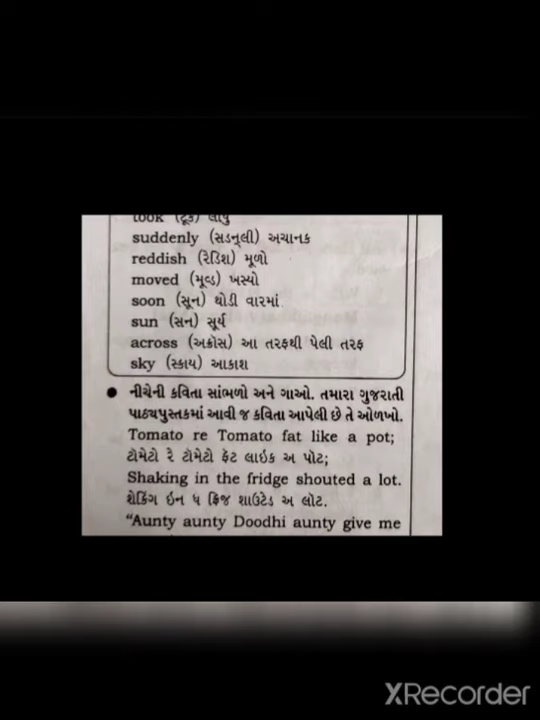 took (ટૂક) લીધું
suddenly (સડન્લી) અચાનક
reddish (રેડિશ) મૂળો
moved (મૂવ્ડ) ખસ્યો
soon (સૂન) થોડી વારમાં
sun (સન) સૂર્ય
across (અક્રૉસ) આ તરફથી પેલી તરફ
sky (સ્કાય) આકાશ
● નીચેની કવિતા સાંભળો અને ગાઓ. તમારા ગુજરાતી
પાઠ્યપુસ્તકમાં આવી જ કવિતા આપેલી છે તે ઓળખો.
Tomato re Tomato fat like a pot;
ટોમેટો રે ટૉમેટો ફેટ લાઇક અ પોટ;
Shaking in the fridge shouted a lot.
શેકિંગ ઇન ધ ફ્રિજ શાઉટેડ અ લોટ.
“Aunty aunty Doodhi aunty give me
XRecorder